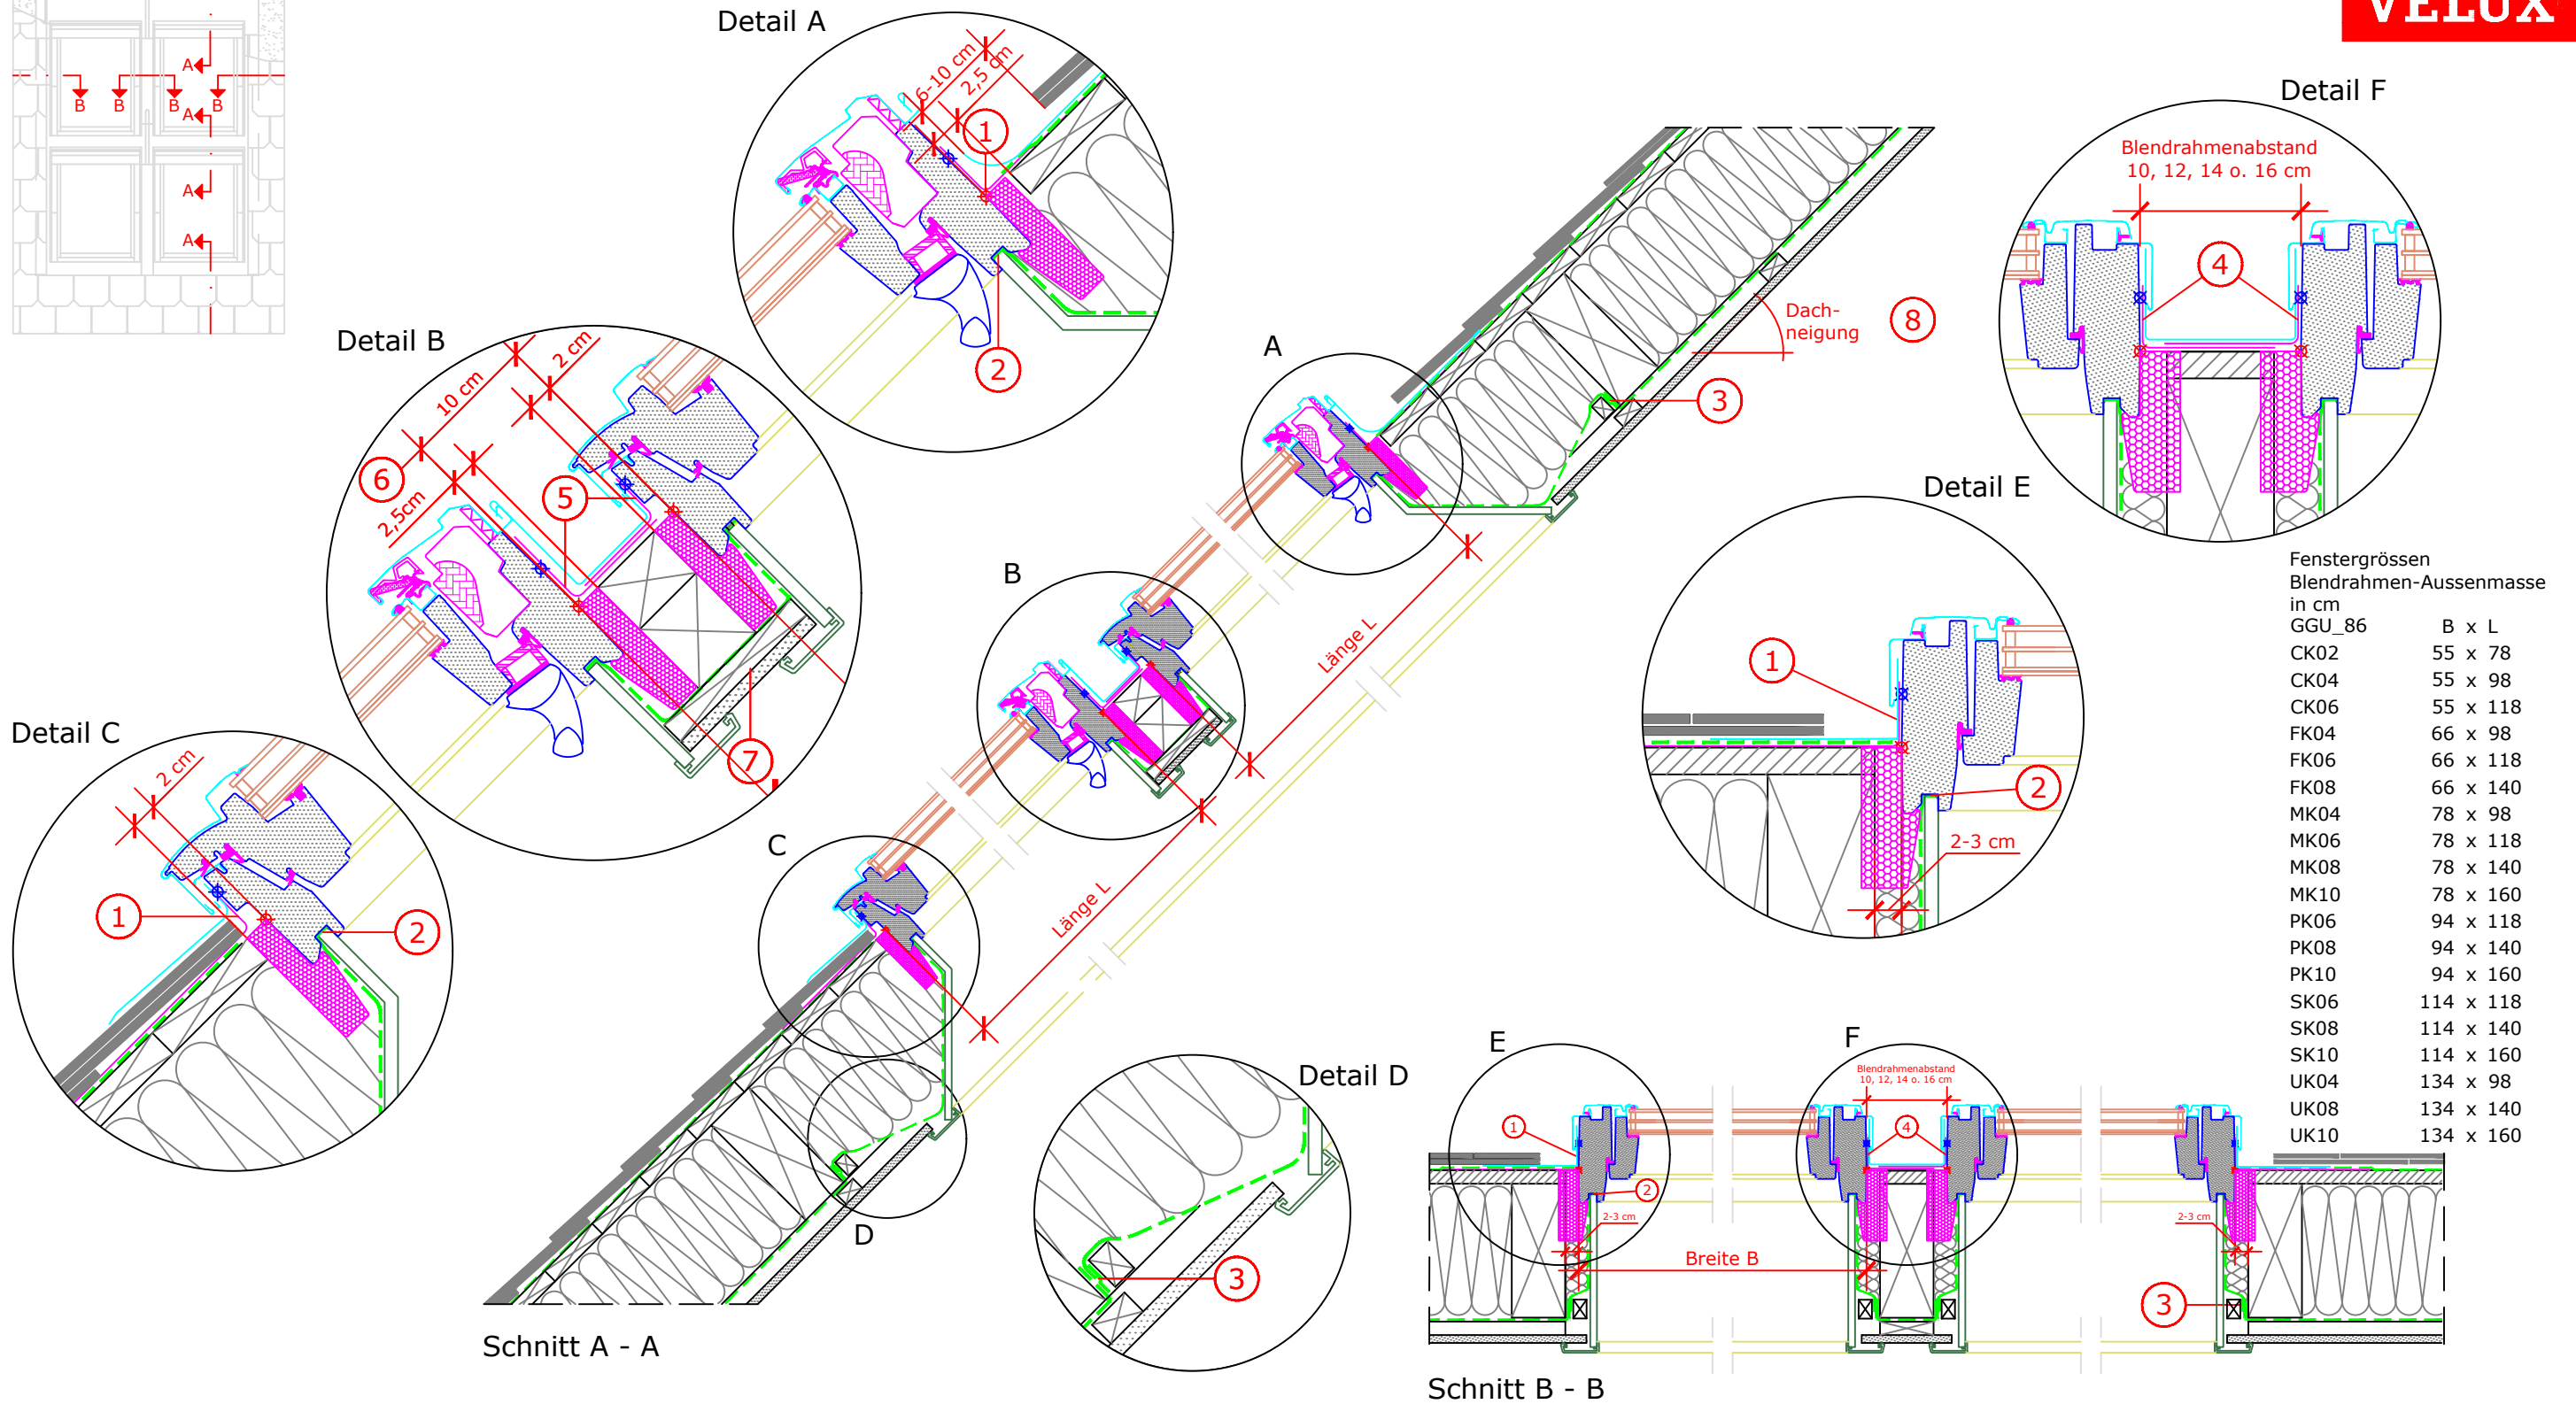 VELUX
A
A
A
A
B
B
B
B
Detail A
6-10 cm
2,5 cm
1
2
Detail B
10 cm
2 cm
6
2,5cm
5
7
Detail C
2 cm
1
2
A
B
C
D
Länge L
Länge L
Dach-
neigung
8
3
Schnitt A - A
Detail D
3
Detail E
1
2
2-3 cm
Detail F
Blendrahmenabstand
10, 12, 14 o. 16 cm
4
Fenstergrössen
Blendrahmen-Aussenmasse
in cm
GGU_86 B x L
CK02 55 x 78
CK04 55 x 98
CK06 55 x 118
FK04 66 x 98
FK06 66 x 118
FK08 66 x 140
MK04 78 x 98
MK06 78 x 118
MK08 78 x 140
MK10 78 x 160
PK06 94 x 118
PK08 94 x 140
PK10 94 x 160
SK06 114 x 118
SK08 114 x 140
SK10 114 x 160
UK04 134 x 98
UK08 134 x 140
UK10 134 x 160
E
F
Blendrahmenabstand
10, 12, 14 o. 16 cm
1
4
2
2-3 cm
2-3 cm
Breite B
3
Schnitt B - B